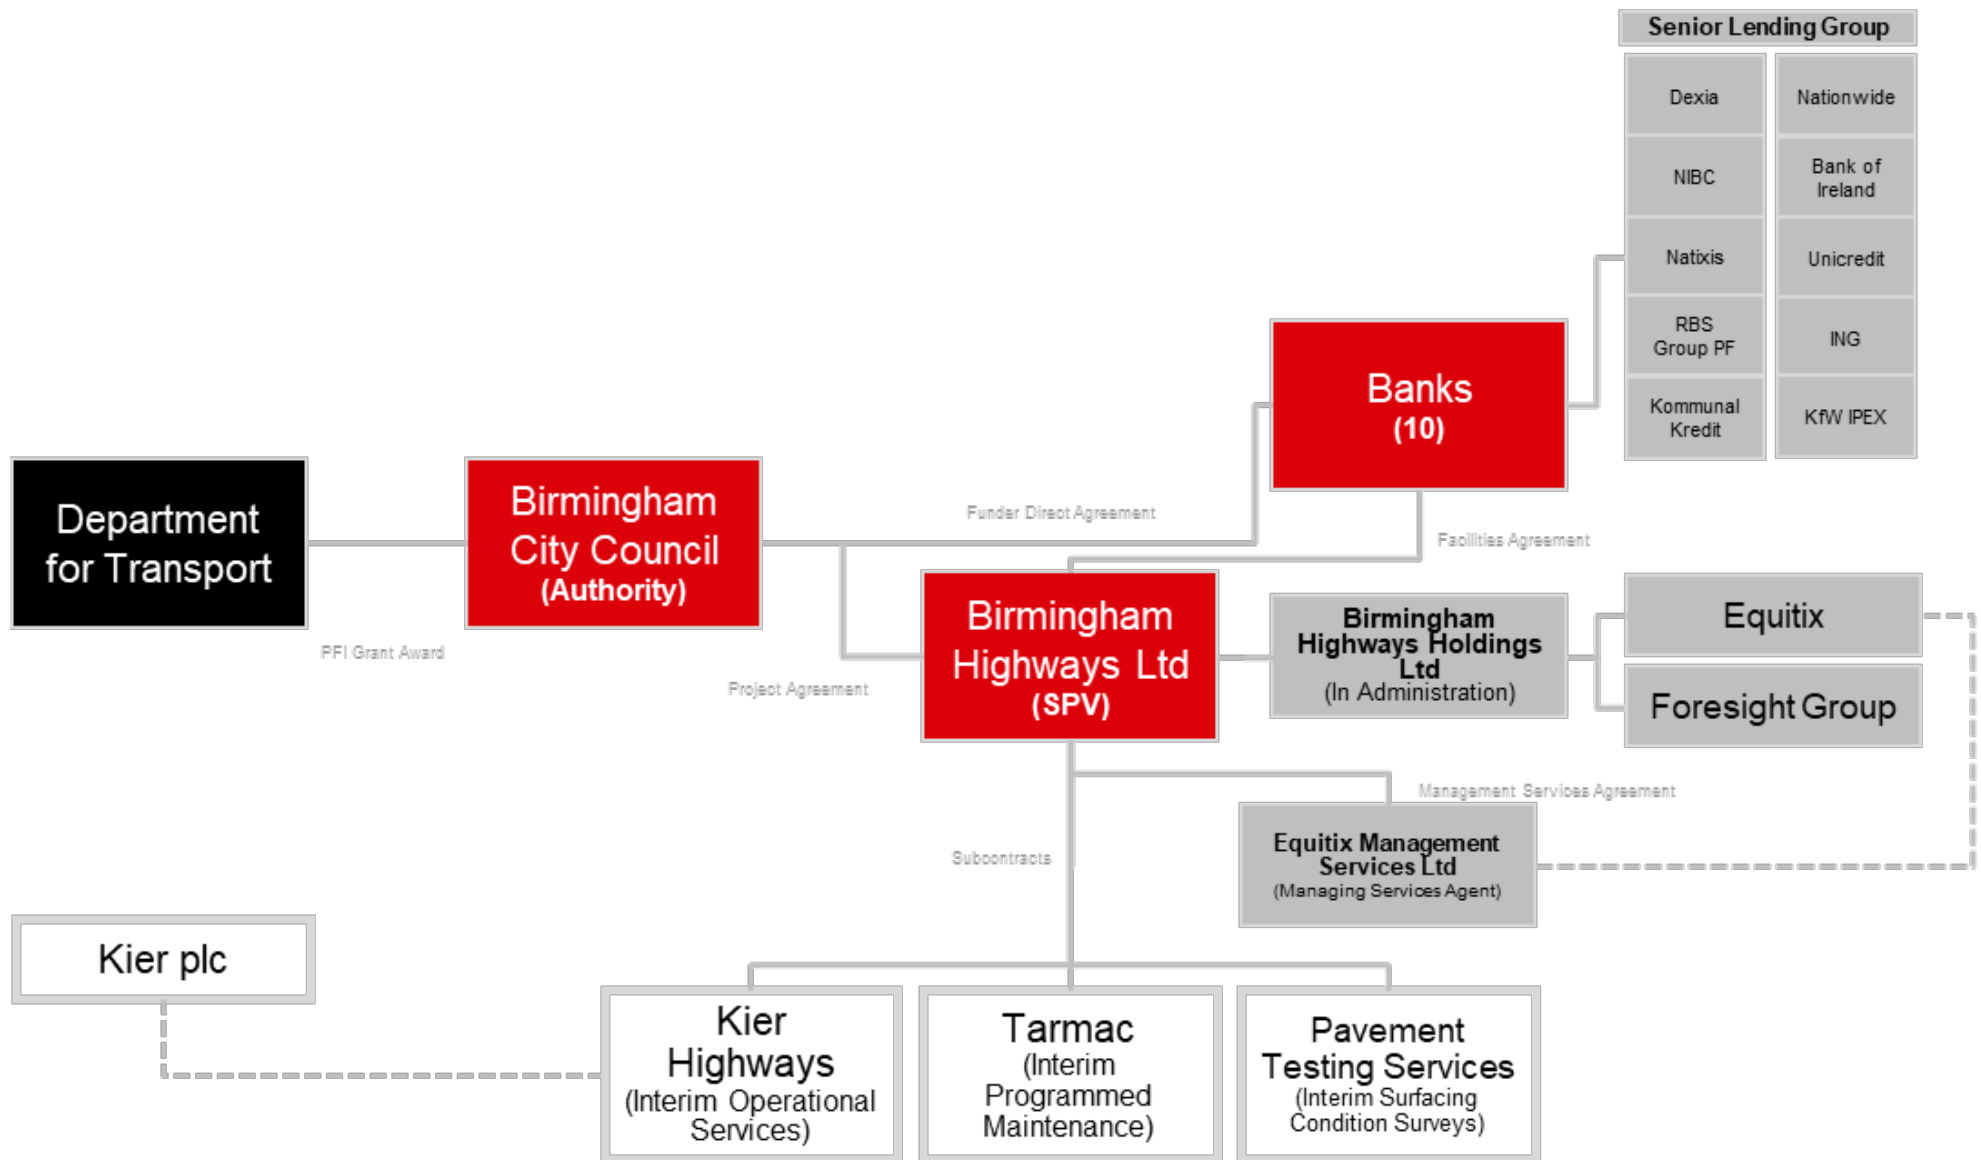 Senior Lending Group
Dexia
Nationwide
NIBC
Bank of
Ireland
Natixis
Unicredit
RBS
Group PF
ING
Kommunal
Kredit
KfW IPEX
Banks
(10)
Department
for Transport
Birmingham
City Council
(Authority)
Funder Direct Agreement
Facilities Agreement
PFI Grant Award
Project Agreement
Birmingham
Highways Ltd
(SPV)
Birmingham
Highways Holdings
Ltd
(In Administration)
Equitix
Foresight Group
Management Services Agreement
Subcontracts
Equitix Management
Services Ltd
(Managing Services Agent)
Kier plc
Kier
Highways
(Interim Operational
Services)
Tarmac
(Interim
Programmed
Maintenance)
Pavement
Testing Services
(Interim Surfacing
Condition Surveys)